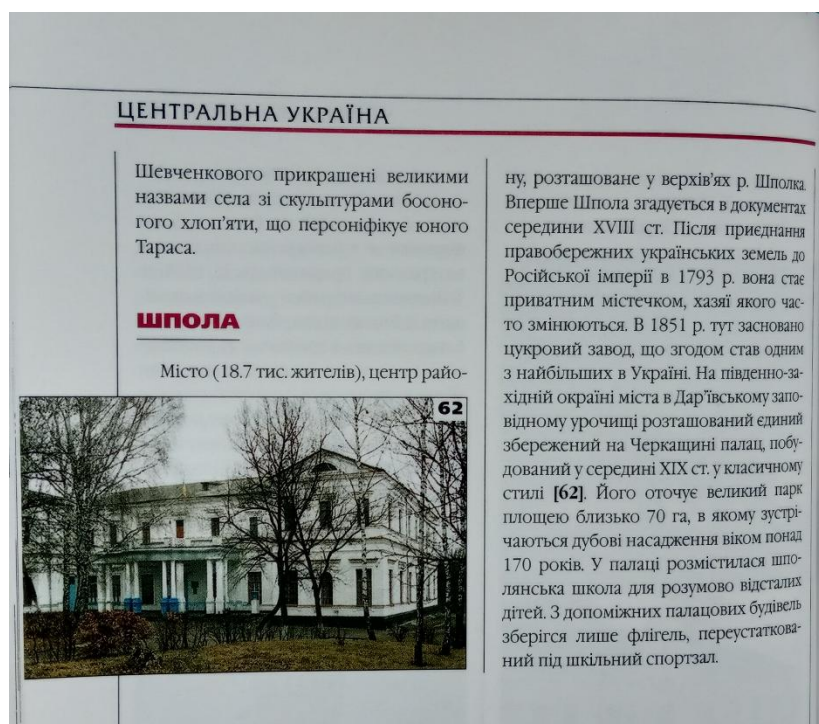 ЦЕНТРАЛЬНА УКРАЇНА
Шевченкового прикрашені великими
назвами села зі скульптурами босоно-
гого хлоп'яти, що персоніфікує юного
Тараса.
ШПОЛА
Місто (18.7 тис. жителів), центр райо-
62
ну, розташоване у верхів'ях р. Шполка.
Вперше Шпола згадується в документах
середини XVIII ст. Після приєднання
правобережних українських земель до
Російської імперії в 1793 р. вона стає
приватним містечком, хазяї якого час-
то змінюються. В 1851 р. тут засновано
цукровий завод, що згодом став одним
з найбільших в Україні. На південно-за-
хідній окраїні міста в Дар'ївському запо-
відному урочищі розташований єдиний
збережений на Черкащині палац, побу-
дований у середині XIX ст. у класичному
стилі [62]. Його оточує великий парк
площею близько 70 га, в якому зустрі-
чаються дубові насадження віком понад
170 років. У палаці розмістилася шпо-
лянська школа для розумово відсталих
дітей. З допоміжних палацових будівель
зберігся лише флігель, переустаткова-
ний під шкільний спортзал.